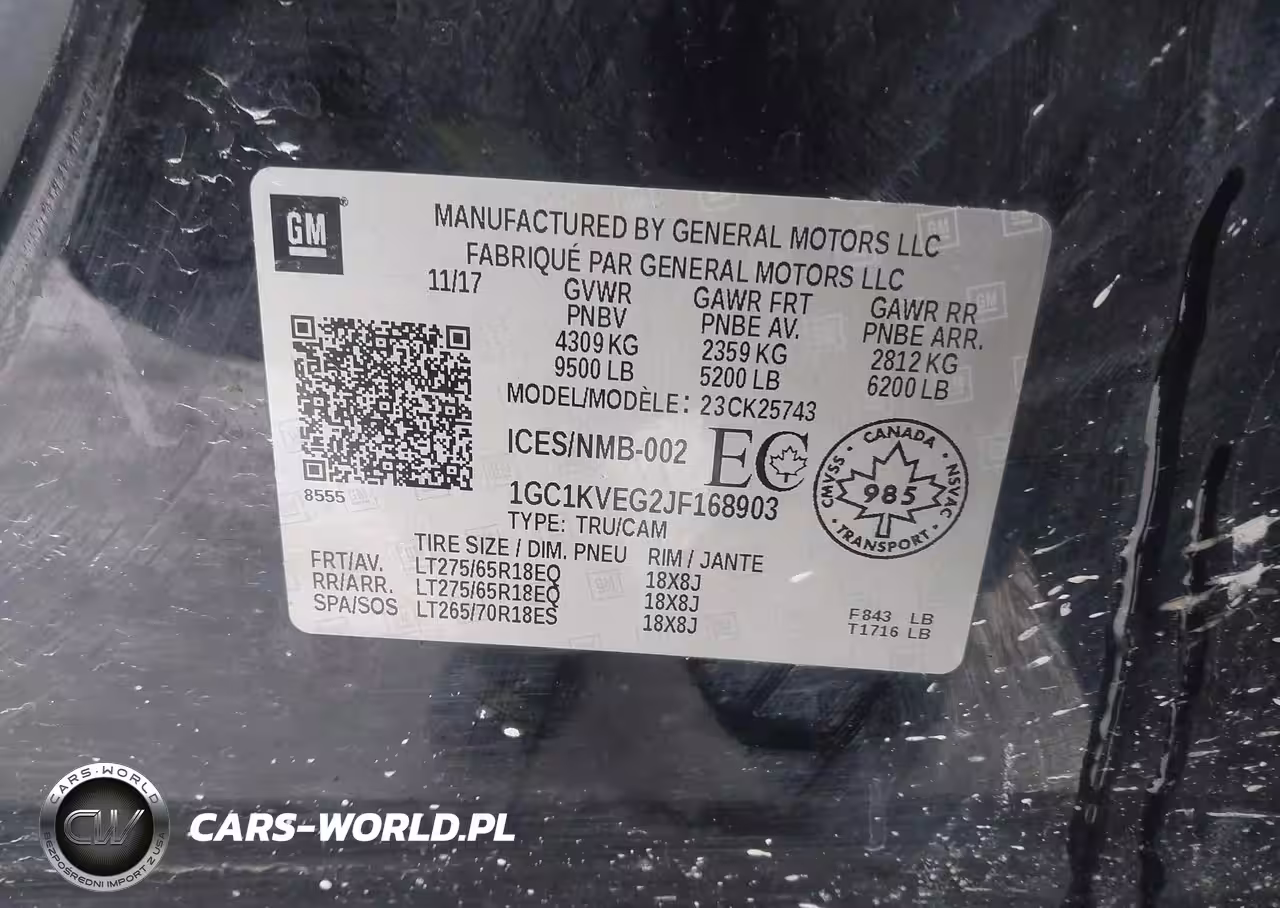 GM®
MANUFACTURED BY GENERAL MOTORS LLC
FABRIQUÉ PAR GENERAL MOTORS LLC
11/17 GVWR GAWR FRT GAWR RR
PNBV PNBE AV. PNBE ARR.
4309 KG 2359 KG 2812 KG
9500 LB 5200 LB 6200 LB
MODEL/MODÈLE: 23CK25743
ICES/NMB-002 EC
CANADA
CMVSS · NSVAC
985
TRANSPORT
8555
1GC1KVEG2JF168903
TYPE: TRU/CAM
TIRE SIZE / DIM. PNEU RIM / JANTE
FRT/AV. LT275/65R18EQ 18X8J
RR/ARR. LT275/65R18EQ 18X8J
SPA/SOS LT265/70R18ES 18X8J
F843 LB
T1716 LB
CARS-WORLD
CW
BEZPOŚREDNI IMPORT Z USA
CARS-WORLD.PL